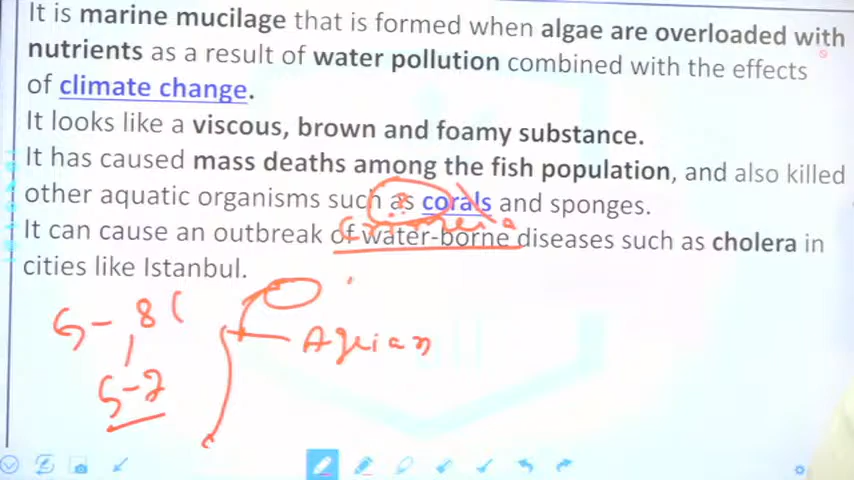 It is marine mucilage that is formed when algae are overloaded with
nutrients as a result of water pollution combined with the effects
of climate change.
It looks like a viscous, brown and foamy substance.
It has caused mass deaths among the fish population, and also killed
other aquatic organisms such as corals and sponges.
It can cause an outbreak of water-borne diseases such as cholera in
cities like Istanbul.